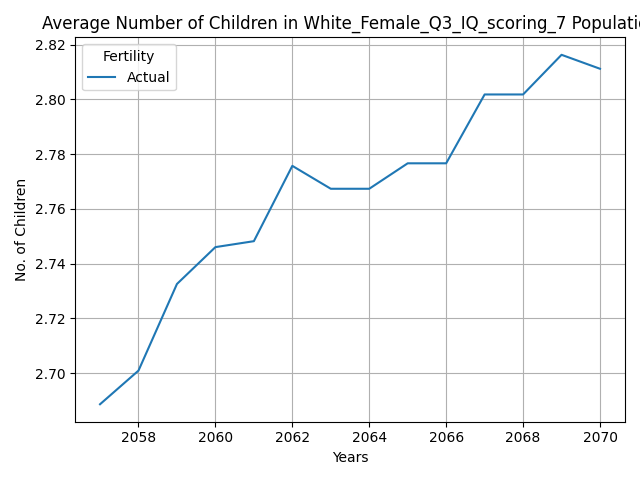 Average Number of Children in White_Female_Q3_IQ_scoring_7 Populatio
Fertility
Actual
No. of Children
2.82
2.80
2.78
2.76
2.74
2.72
2.70
2058 2060 2062 2064 2066 2068 2070
Years